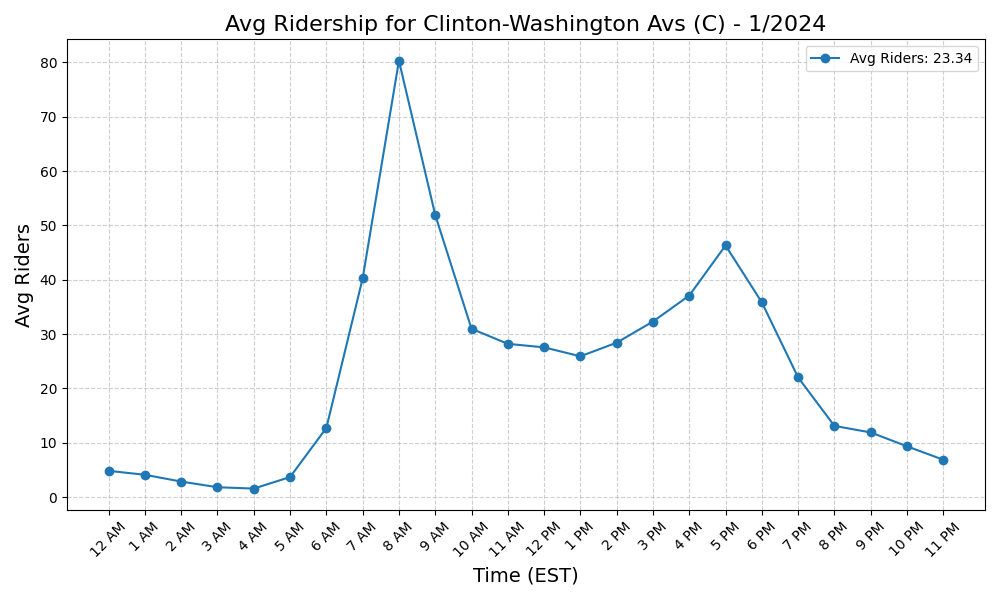 Avg Ridership for Clinton-Washington Avs (C) - 1/2024
Avg Riders: 23.34
Avg Riders
80
70
60
50
40
30
20
10
0
12 AM
1 AM
2 AM
3 AM
4 AM
5 AM
6 AM
7 AM
8 AM
9 AM
10 AM
11 AM
12 PM
1 PM
2 PM
3 PM
4 PM
5 PM
6 PM
7 PM
8 PM
9 PM
10 PM
11 PM
Time (EST)